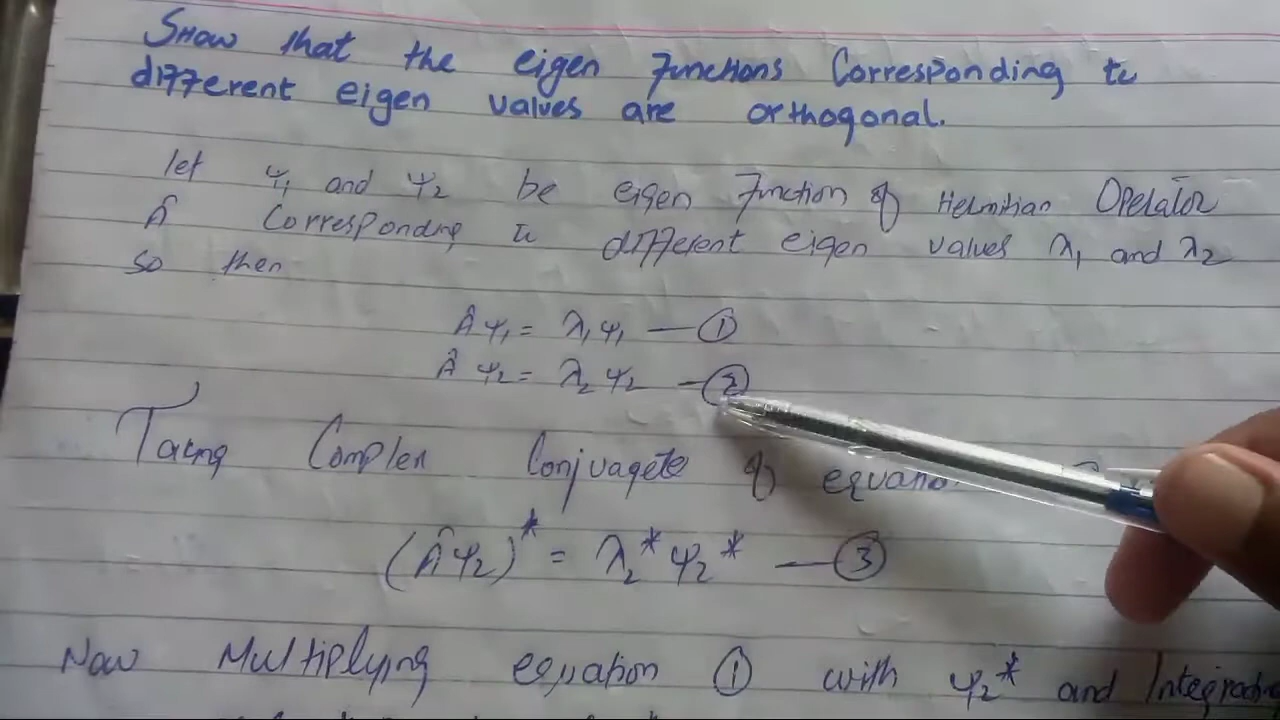 Show that the eigen functions Corresponding to
different eigen values are orthogonal.
let ψ₁ and ψ₂ be eigen function of Hermitian Operator
Â Corresponding to different eigen values λ₁ and λ₂
so then
Âψ₁ = λ₁ψ₁ — ①
Âψ₂ = λ₂ψ₂ — ②
Taking Complex Conjugate of
(Âψ₂)* = λ₂*ψ₂* — ③
Now Multiplying equation ① with ψ₂* and